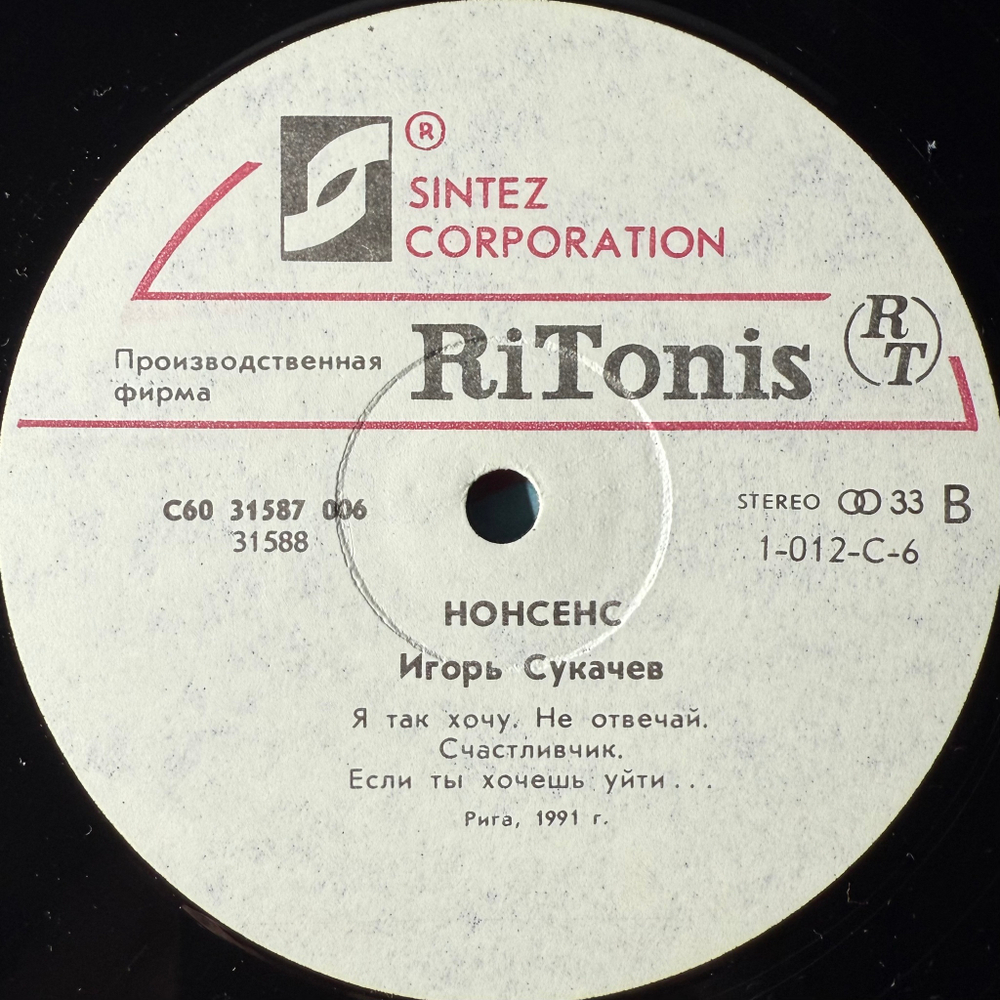 ®
SINTEZ
CORPORATION
Производственная
фирма
RiTonis
RT
С60 31587 006
31588
STEREO 33 B
1-012-C-6
НОНСЕНС
Игорь Сукачев
Я так хочу. Не отвечай.
Счастливчик.
Если ты хочешь уйти...
Рига, 1991 г.